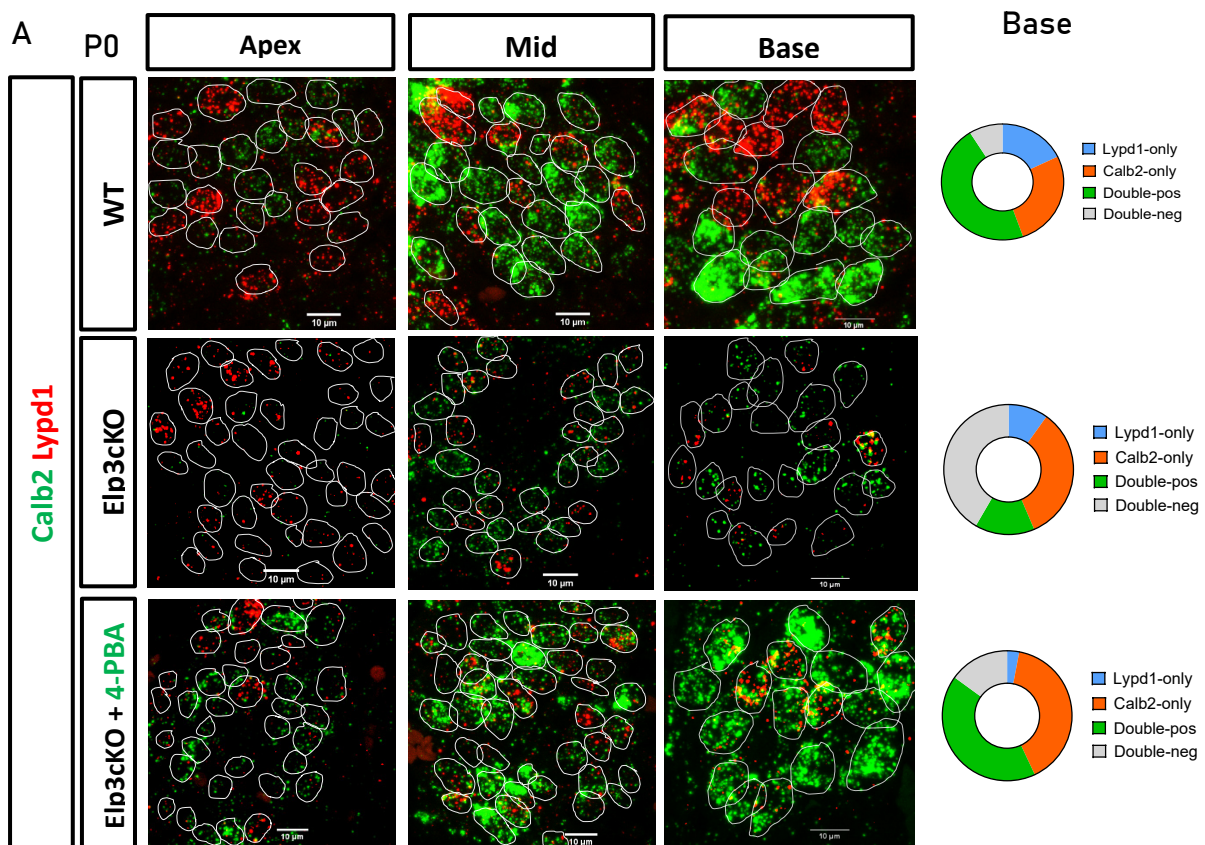 A
P0
Apex
Mid
Base
Base
Calb2 Lypd1
WT
10 µm
10 µm
10 µm
Lypd1-only
Calb2-only
Double-pos
Double-neg
Elp3cKO
10 µm
10 µm
10 µm
Lypd1-only
Calb2-only
Double-pos
Double-neg
Elp3cKO + 4-PBA
10 µm
10 µm
10 µm
Lypd1-only
Calb2-only
Double-pos
Double-neg